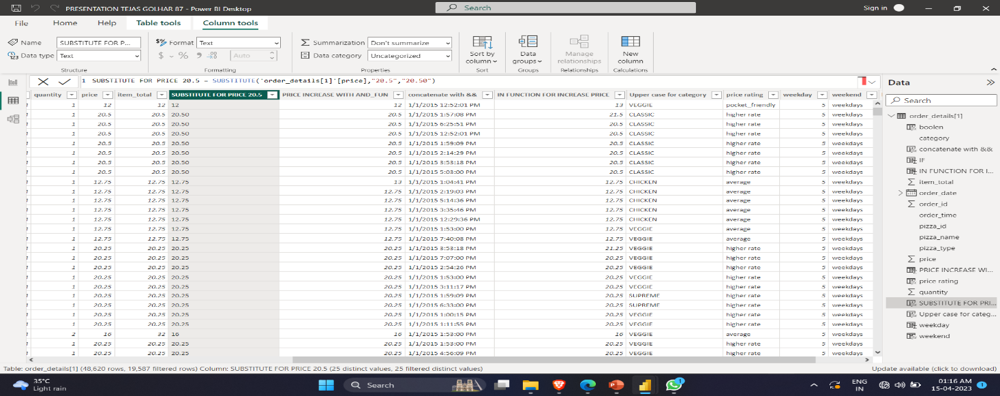 PRESENTATION TEJAS GOLHAR 87 - Power BI Desktop Search Sign in
File Home Help Table tools Column tools
Name SUBSTITUTE FOR P... $% Format Text Summarization Don't summarize
Data type Text $ % 9 .00 Auto Data category Uncategorized
Sort by column Data groups Manage relationships New column
Structure Formatting Properties Sort Groups Relationships Calculations
1 SUBSTITUTE FOR PRICE 20.5 = SUBSTITUTE('order_details[1]'[price],"20.5","20.50")
quantity price item_total SUBSTITUTE FOR PRICE 20.5 PRICE INCREASE WITH AND_FUN concatenate with && IN FUNCTION FOR INCREASE PRICE Upper case for category price rating weekday weekend
1 12 12 12 12 1/1/2015 12:52:01 PM 13 VEGGIE pocket_friendly 5 weekdays
1 20.5 20.5 20.50 20.5 1/1/2015 1:57:08 PM 21.5 CLASSIC higher rate 5 weekdays
1 20.5 20.5 20.50 20.5 1/1/2015 6:25:51 PM 20.5 CLASSIC higher rate 5 weekdays
1 20.5 20.5 20.50 20.5 1/1/2015 12:52:01 PM 20.5 CLASSIC higher rate 5 weekdays
1 20.5 20.5 20.50 20.5 1/1/2015 1:59:09 PM 20.5 CLASSIC higher rate 5 weekdays
1 20.5 20.5 20.50 20.5 1/1/2015 2:14:29 PM 20.5 CLASSIC higher rate 5 weekdays
1 20.5 20.5 20.50 20.5 1/1/2015 3:53:18 PM 20.5 CLASSIC higher rate 5 weekdays
1 20.5 20.5 20.50 20.5 1/1/2015 5:03:00 PM 20.5 CLASSIC higher rate 5 weekdays
1 12.75 12.75 12.75 13 1/1/2015 1:04:41 PM 12.75 CHICKEN average 5 weekdays
1 12.75 12.75 12.75 12.75 1/1/2015 2:19:03 PM 12.75 CHICKEN average 5 weekdays
1 12.75 12.75 12.75 12.75 1/1/2015 5:14:36 PM 12.75 CHICKEN average 5 weekdays
1 12.75 12.75 12.75 12.75 1/1/2015 3:35:46 PM 12.75 CHICKEN average 5 weekdays
1 12.75 12.75 12.75 12.75 1/1/2015 12:29:36 PM 12.75 CHICKEN average 5 weekdays
1 12.75 12.75 12.75 12.75 1/1/2015 1:53:00 PM 12.75 VEGGIE average 5 weekdays
1 12.75 12.75 12.75 12.75 1/1/2015 7:40:08 PM 12.75 VEGGIE average 5 weekdays
1 20.25 20.25 20.25 20.25 1/1/2015 3:53:18 PM 21.25 VEGGIE higher rate 5 weekdays
1 20.25 20.25 20.25 20.25 1/1/2015 7:07:00 PM 20.25 VEGGIE higher rate 5 weekdays
1 20.25 20.25 20.25 20.25 1/1/2015 2:54:26 PM 20.25 VEGGIE higher rate 5 weekdays
1 20.25 20.25 20.25 20.25 1/1/2015 1:53:00 PM 20.25 VEGGIE higher rate 5 weekdays
1 20.25 20.25 20.25 20.25 1/1/2015 3:11:17 PM 20.25 VEGGIE higher rate 5 weekdays
1 20.25 20.25 20.25 20.25 1/1/2015 1:59:09 PM 20.25 SUPREME higher rate 5 weekdays
1 20.25 20.25 20.25 20.25 1/1/2015 6:33:00 PM 20.25 SUPREME higher rate 5 weekdays
1 20.25 20.25 20.25 20.25 1/1/2015 1:00:15 PM 20.25 VEGGIE higher rate 5 weekdays
1 20.25 20.25 20.25 20.25 1/1/2015 1:11:55 PM 20.25 VEGGIE higher rate 5 weekdays
2 16 32 16 16 1/1/2015 1:53:00 PM 16 VEGGIE average 5 weekdays
1 20.25 20.25 20.25 20.25 1/1/2015 1:53:00 PM 20.25 VEGGIE higher rate 5 weekdays
1 20.25 20.25 20.25 20.25 1/1/2015 4:56:09 PM 20.25 VEGGIE higher rate 5 weekdays
Data
Search
order_details[1]
boolen
category
concatenate with &&
IF
IN FUNCTION FOR I...
item_total
order_date
order_id
order_time
pizza_id
pizza_name
pizza_type
price
PRICE INCREASE WI...
price rating
quantity
SUBSTITUTE FOR PRI...
Upper case for categ...
weekday
weekend
Table: order_details[1] (48,620 rows, 19,587 filtered rows) Column: SUBSTITUTE FOR PRICE 20.5 (25 distinct values, 25 filtered distinct values) Update available (click to download)
35°C
Light rain
Search
1
ENG
IN
01:16 AM
15-04-2023
1